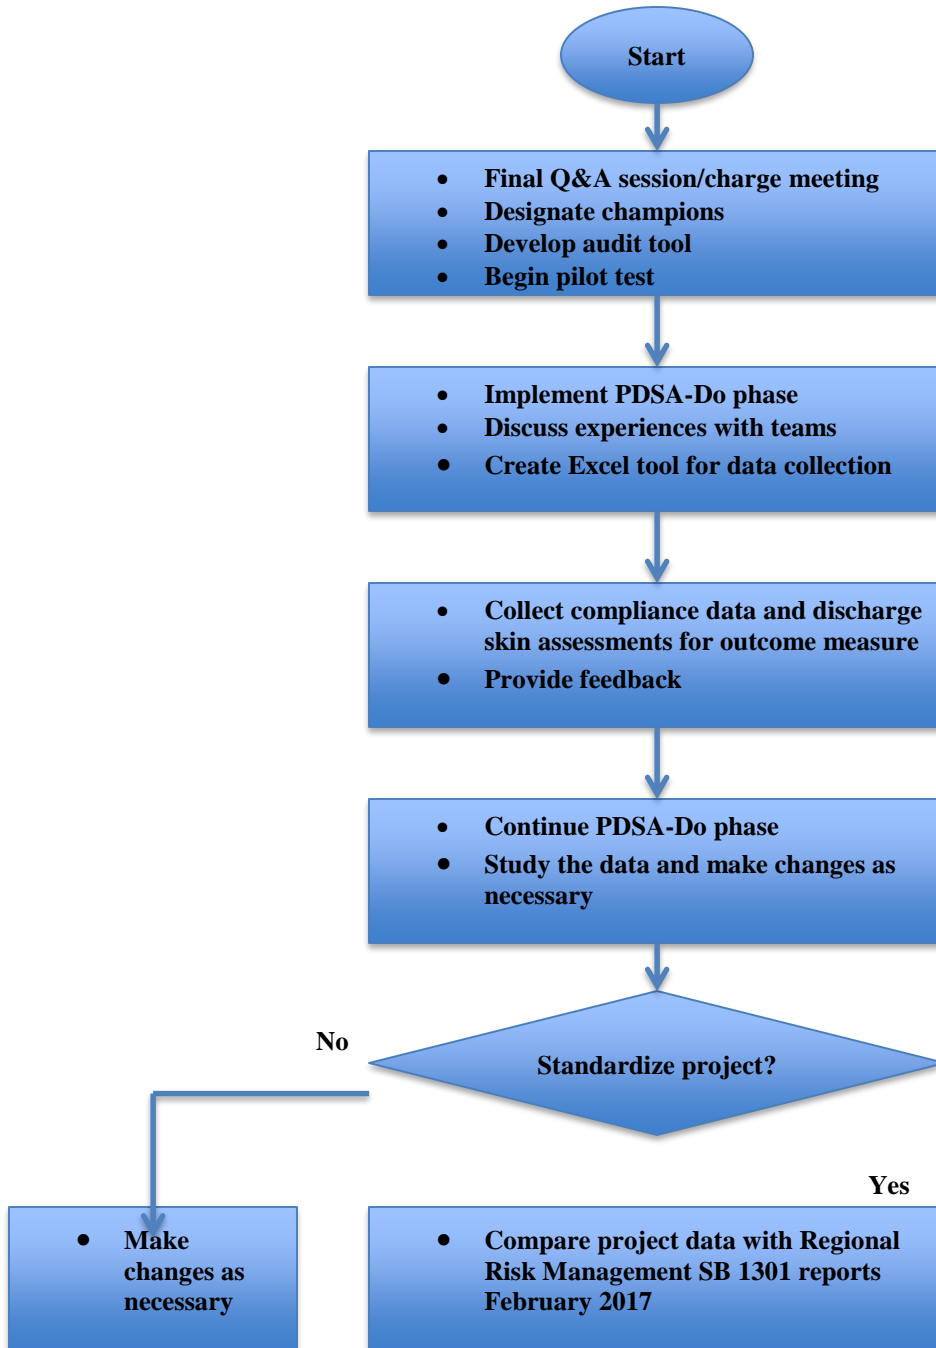 Start
• Final Q&A session/charge meeting
• Designate champions
• Develop audit tool
• Begin pilot test
• Implement PDSA-Do phase
• Discuss experiences with teams
• Create Excel tool for data collection
• Collect compliance data and discharge
skin assessments for outcome measure
• Provide feedback
• Continue PDSA-Do phase
• Study the data and make changes as
necessary
No
Standardize project?
Yes
• Make
changes as
necessary
• Compare project data with Regional
Risk Management SB 1301 reports
February 2017